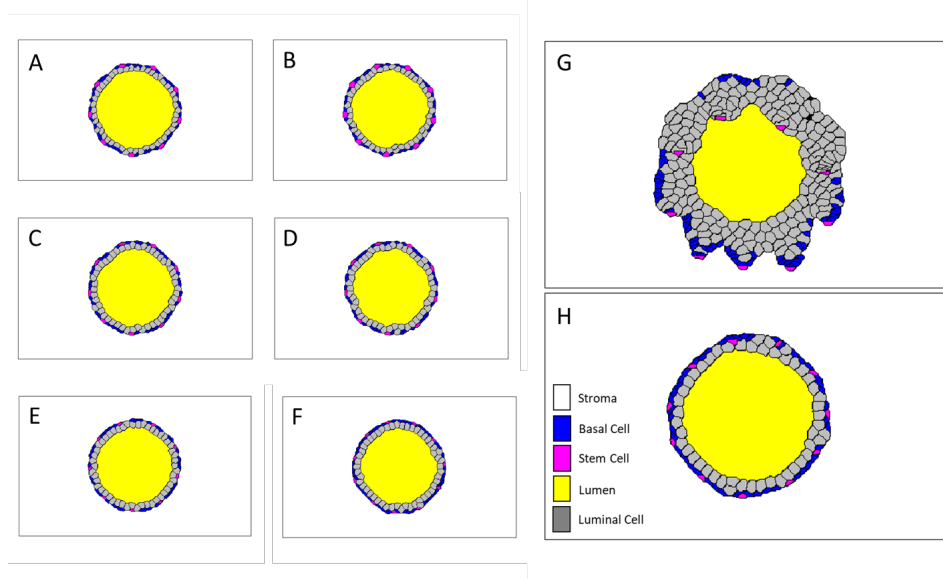 A
B
C
D
E
F
G
H
Stroma
Basal Cell
Stem Cell
Lumen
Luminal Cell